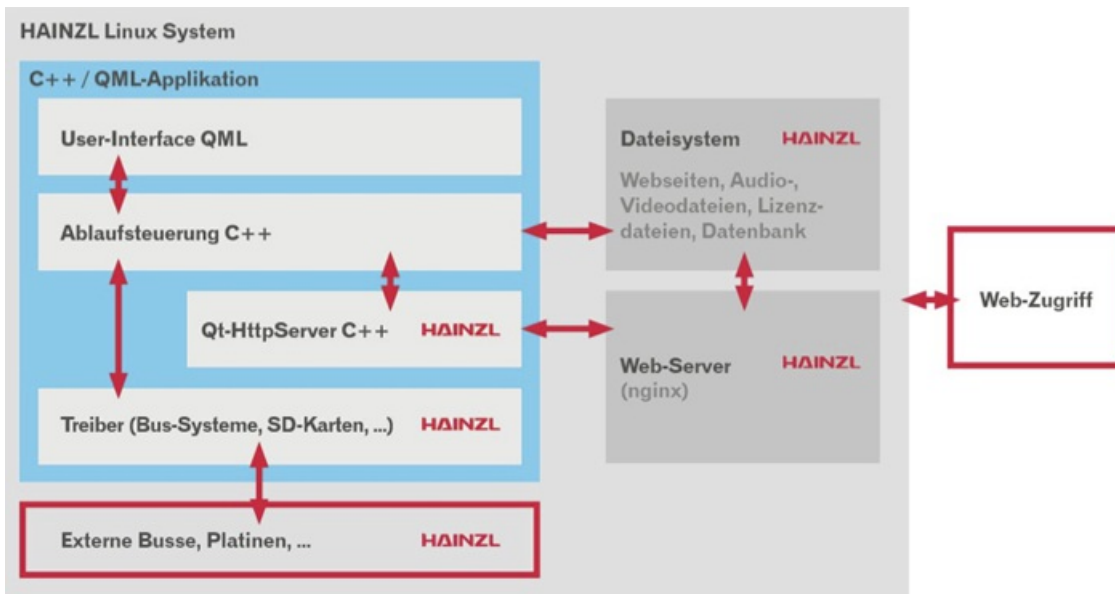 HAINZL Linux System
C++ / QML-Applikation
User-Interface QML
Ablaufsteuerung C++
Qt-HttpServer C++ HAINZL
Treiber (Bus-Systeme, SD-Karten, ...) HAINZL
Externe Busse, Platinen, ... HAINZL
Dateisystem HAINZL
Webseiten, Audio-,
Videodateien, Lizenz-
dateien, Datenbank
Web-Server HAINZL
(nginx)
Web-Zugriff